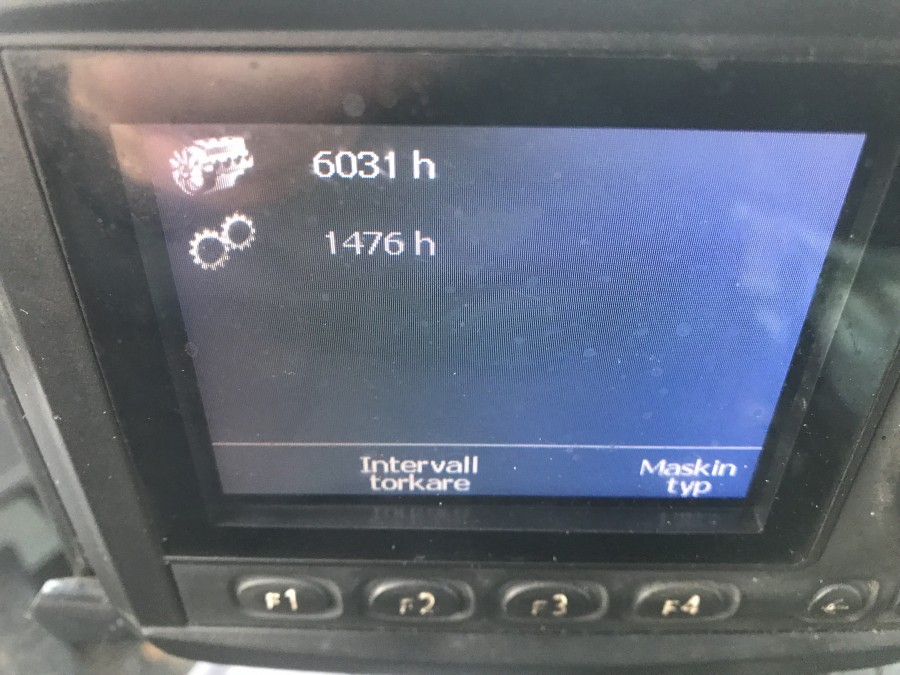 6031 h
1476 h
Intervall
torkare
Maskin
typ
F1 F2 F3 F4